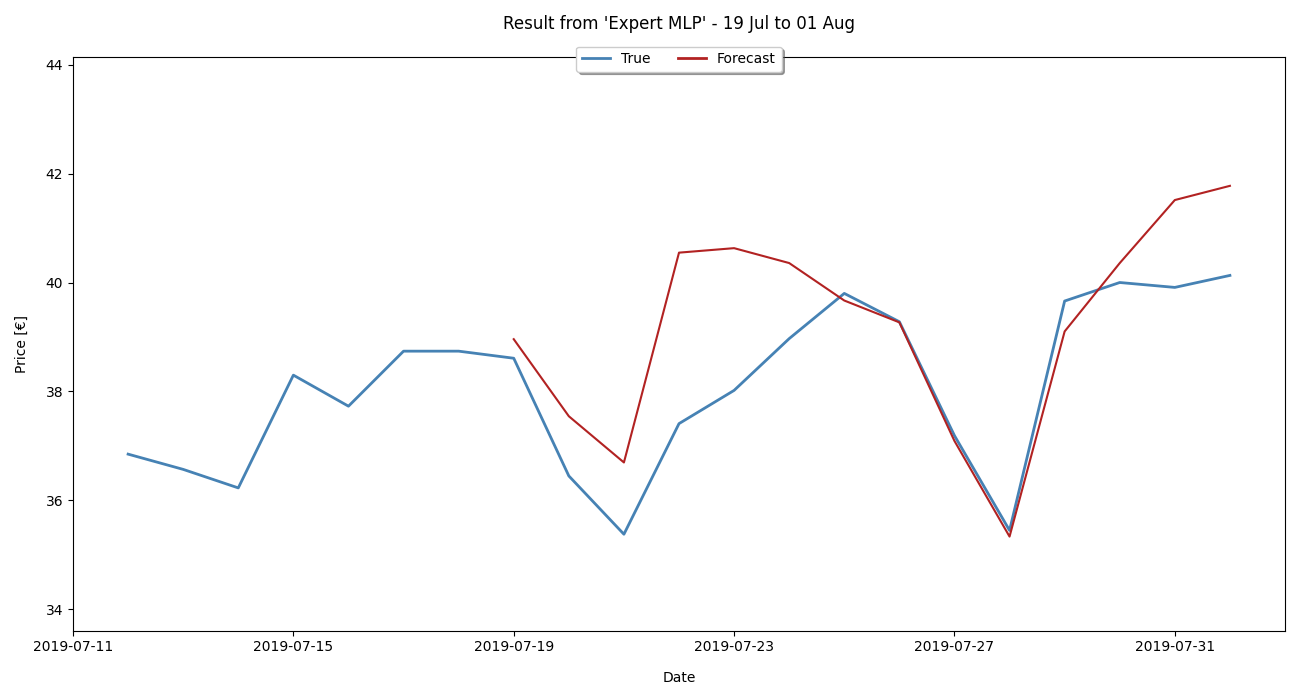 Result from 'Expert MLP' - 19 Jul to 01 Aug
True Forecast
44
42
40
38
36
34
Price [€]
2019-07-11 2019-07-15 2019-07-19 2019-07-23 2019-07-27 2019-07-31
Date